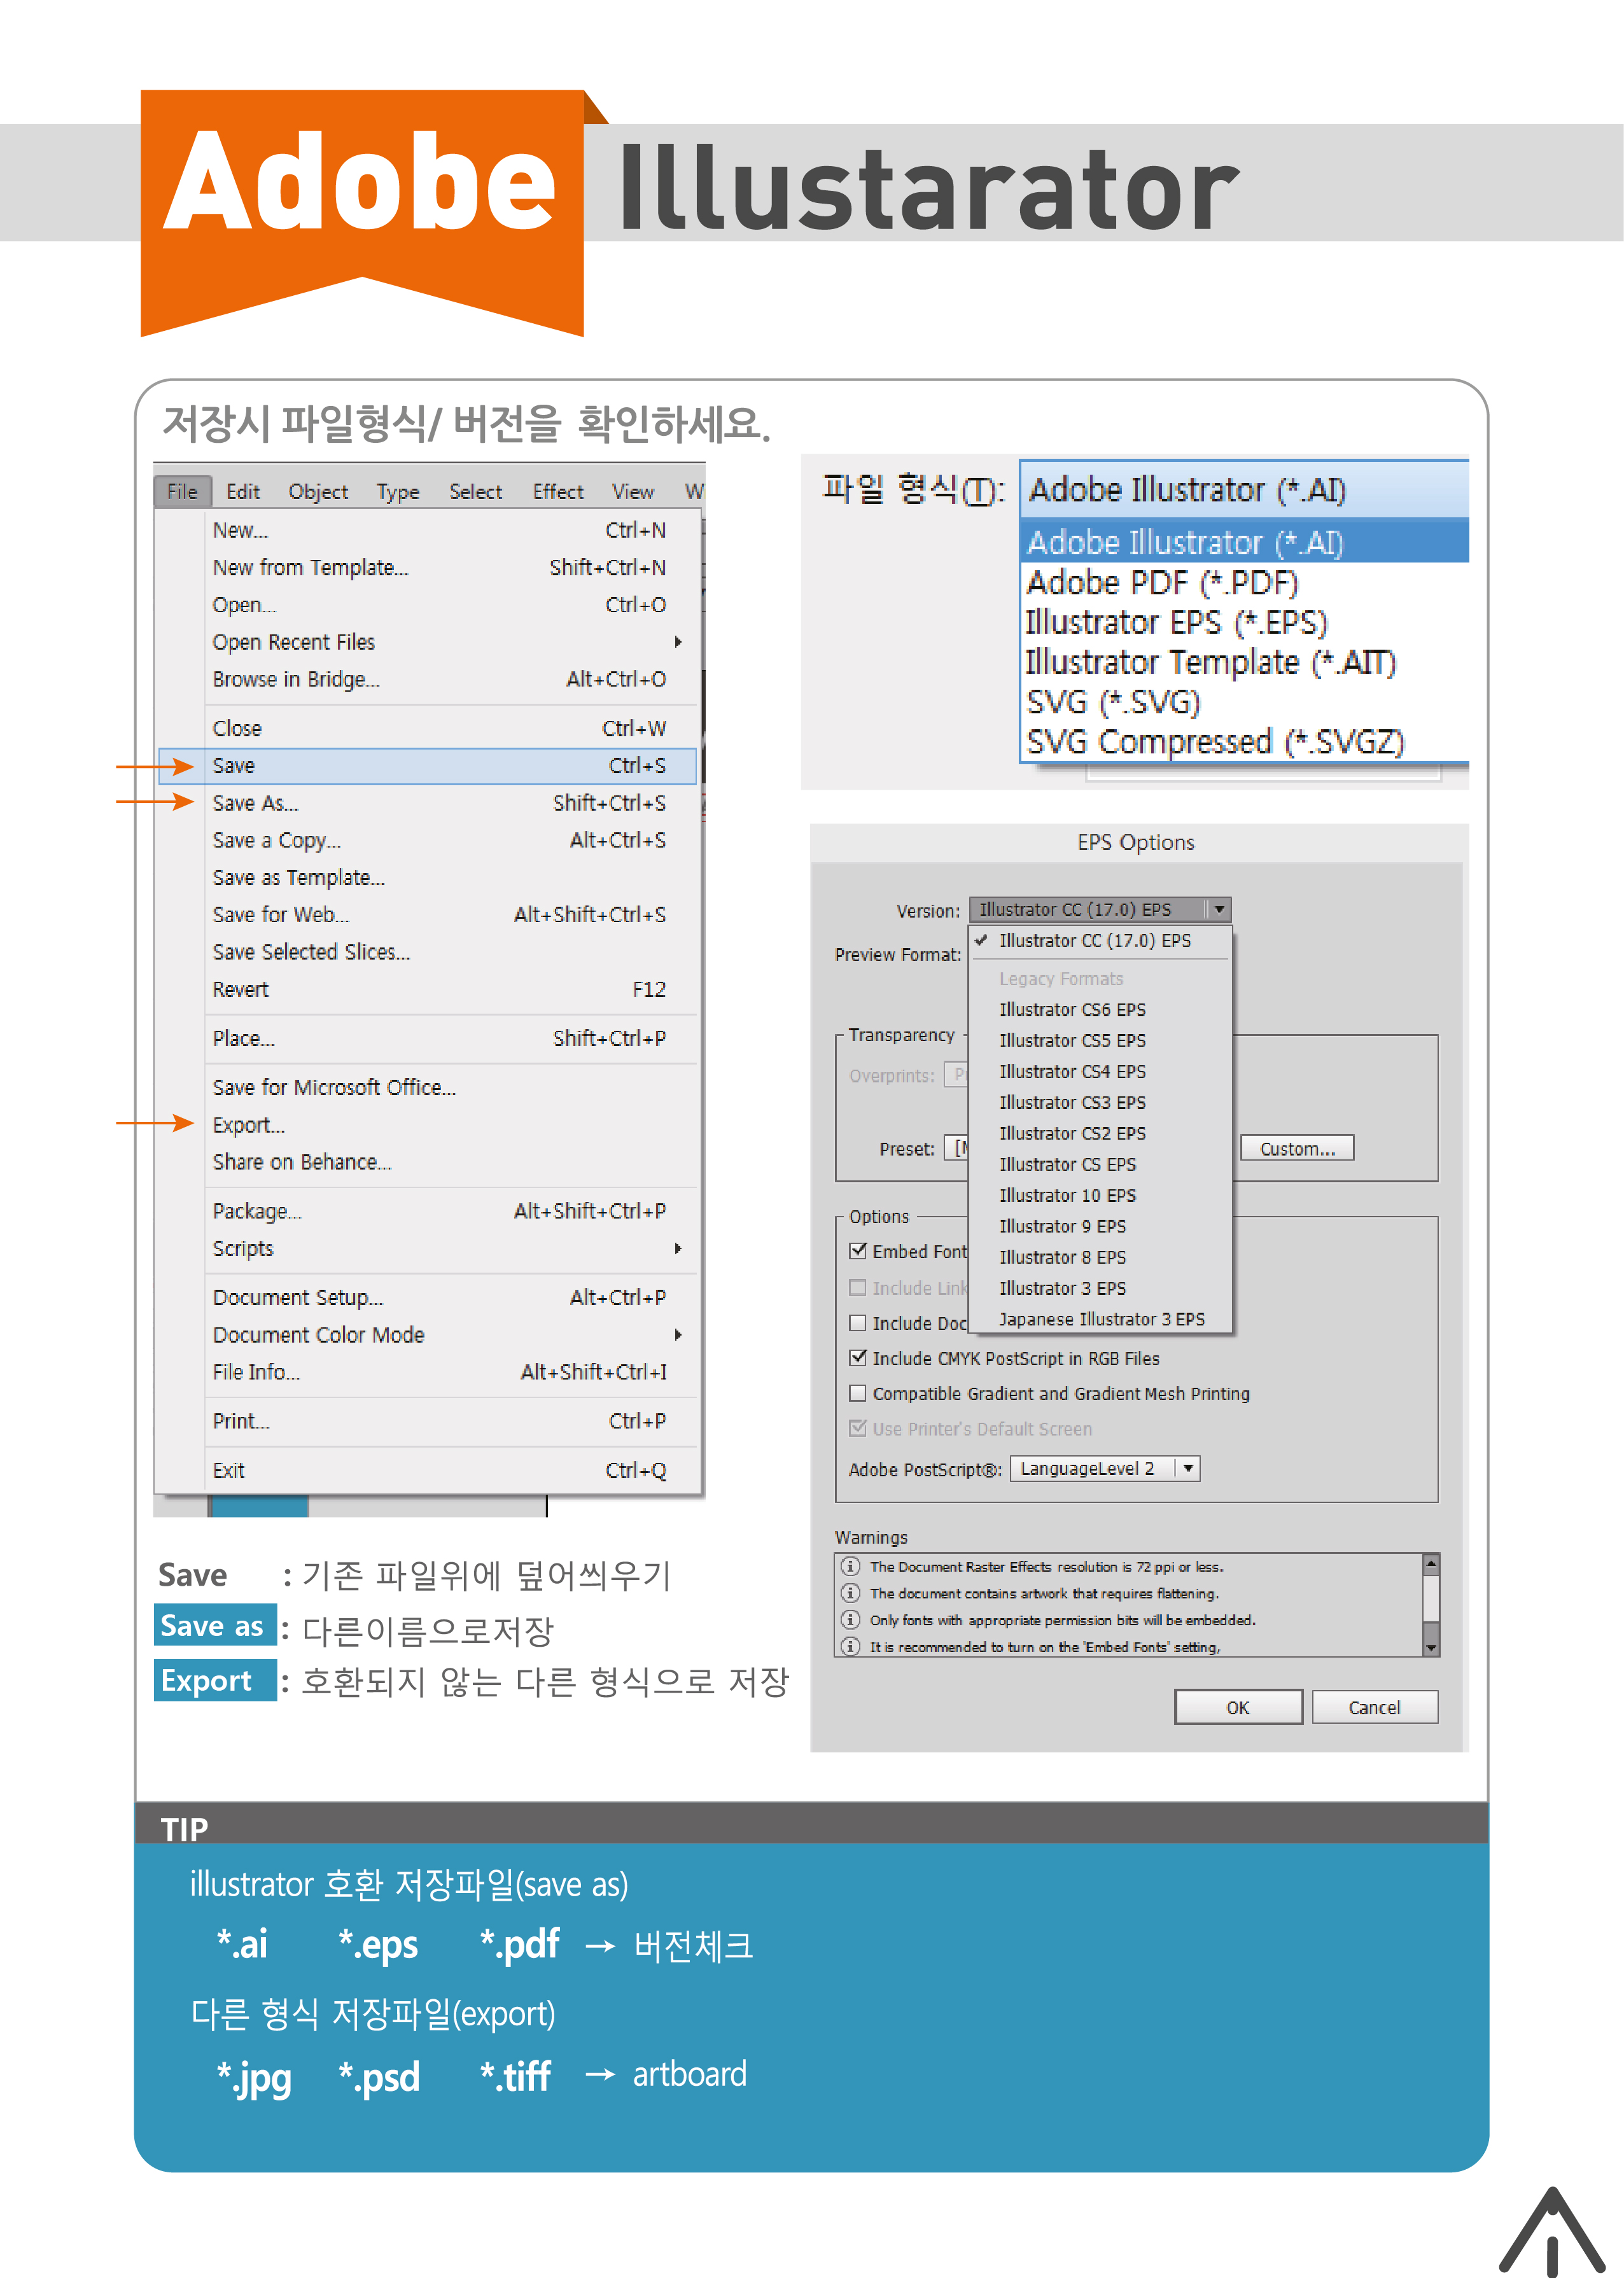 Adobe Illustarator
저장시 파일형식/ 버전을 확인하세요.
File Edit Object Type Select Effect View
New... Ctrl+N
New from Template... Shift+Ctrl+N
Open... Ctrl+O
Open Recent Files
Browse in Bridge... Alt+Ctrl+O
Close Ctrl+W
Save Ctrl+S
Save As... Shift+Ctrl+S
Save a Copy... Alt+Ctrl+S
Save as Template...
Save for Web... Alt+Shift+Ctrl+S
Save Selected Slices...
Revert F12
Place... Shift+Ctrl+P
Save for Microsoft Office...
Export...
Share on Behance...
Package... Alt+Shift+Ctrl+P
Scripts
Document Setup... Alt+Ctrl+P
Document Color Mode
File Info... Alt+Shift+Ctrl+I
Print... Ctrl+P
Exit Ctrl+Q
Save : 기존 파일위에 덮어씌우기
Save as : 다른이름으로저장
Export : 호환되지 않는 다른 형식으로 저장
파일 형식(T): Adobe Illustrator (*.AI)
Adobe Illustrator (*.AI)
Adobe PDF (*.PDF)
Illustrator EPS (*.EPS)
Illustrator Template (*.AIT)
SVG (*.SVG)
SVG Compressed (*.SVGZ)
EPS Options
Version: Illustrator CC (17.0) EPS
Illustrator CC (17.0) EPS
Preview Format:
Legacy Formats
Illustrator CS6 EPS
Transparency
Illustrator CS5 EPS
Overprints:
Illustrator CS4 EPS
Illustrator CS3 EPS
Illustrator CS2 EPS
Preset: Custom...
Illustrator CS EPS
Illustrator 10 EPS
Options
Illustrator 9 EPS
Embed Font
Illustrator 8 EPS
Include Link
Illustrator 3 EPS
Include Doc
Japanese Illustrator 3 EPS
Include CMYK PostScript in RGB Files
Compatible Gradient and Gradient Mesh Printing
Use Printer's Default Screen
Adobe PostScript®: LanguageLevel 2
Warnings
The Document Raster Effects resolution is 72 ppi or less.
The document contains artwork that requires flattening.
Only fonts with appropriate permission bits will be embedded.
It is recommended to turn on the 'Embed Fonts' setting,
OK Cancel
TIP
illustrator 호환 저장파일(save as)
*.ai *.eps *.pdf → 버전체크
다른 형식 저장파일(export)
*.jpg *.psd *.tiff → artboard